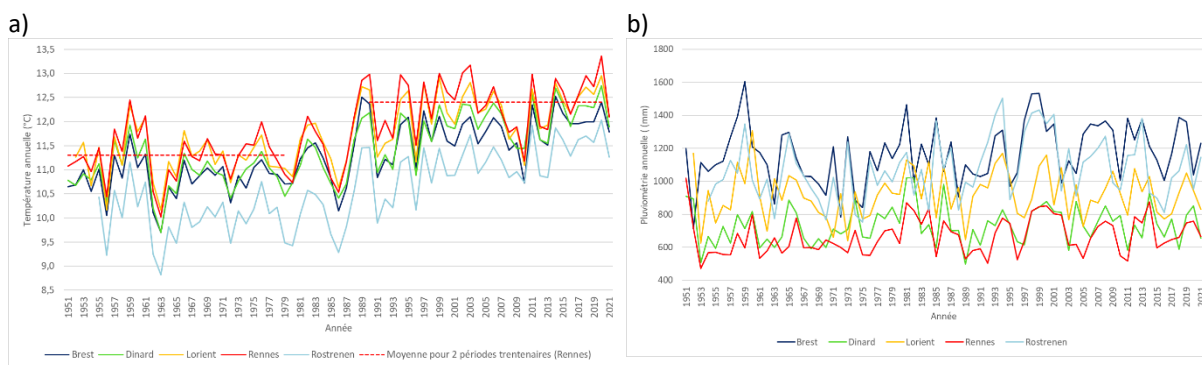 a)
b)
Température annuelle (°C)
13,5
13,0
12,5
12,0
11,5
11,0
10,5
10,0
9,5
9,0
8,5
1951 1953 1955 1957 1959 1961 1963 1965 1967 1969 1971 1973 1975 1977 1979 1981 1983 1985 1987 1989 1991 1993 1995 1997 1999 2001 2003 2005 2007 2009 2011 2013 2015 2017 2019 2021
Année
Brest Dinard Lorient Rennes Rostrenen Moyenne pour 2 périodes trentenaires (Rennes)
Pluviométrie annuelle ( (mm)
1800
1600
1400
1200
1000
800
600
400
1951 1953 1955 1957 1959 1961 1963 1965 1967 1969 1971 1973 1975 1977 1979 1981 1983 1985 1987 1989 1991 1993 1995 1997 1999 2001 2003 2005 2007 2009 2011 2013 2015 2017 2019 2021
Année
Brest Dinard Lorient Rennes Rostrenen